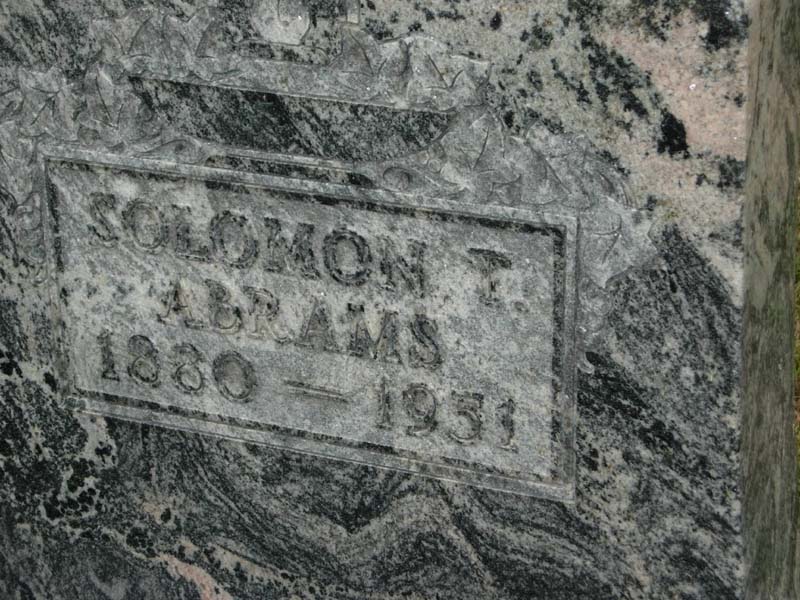 SOLOMON T.
ABRAMS
1880 — 1951